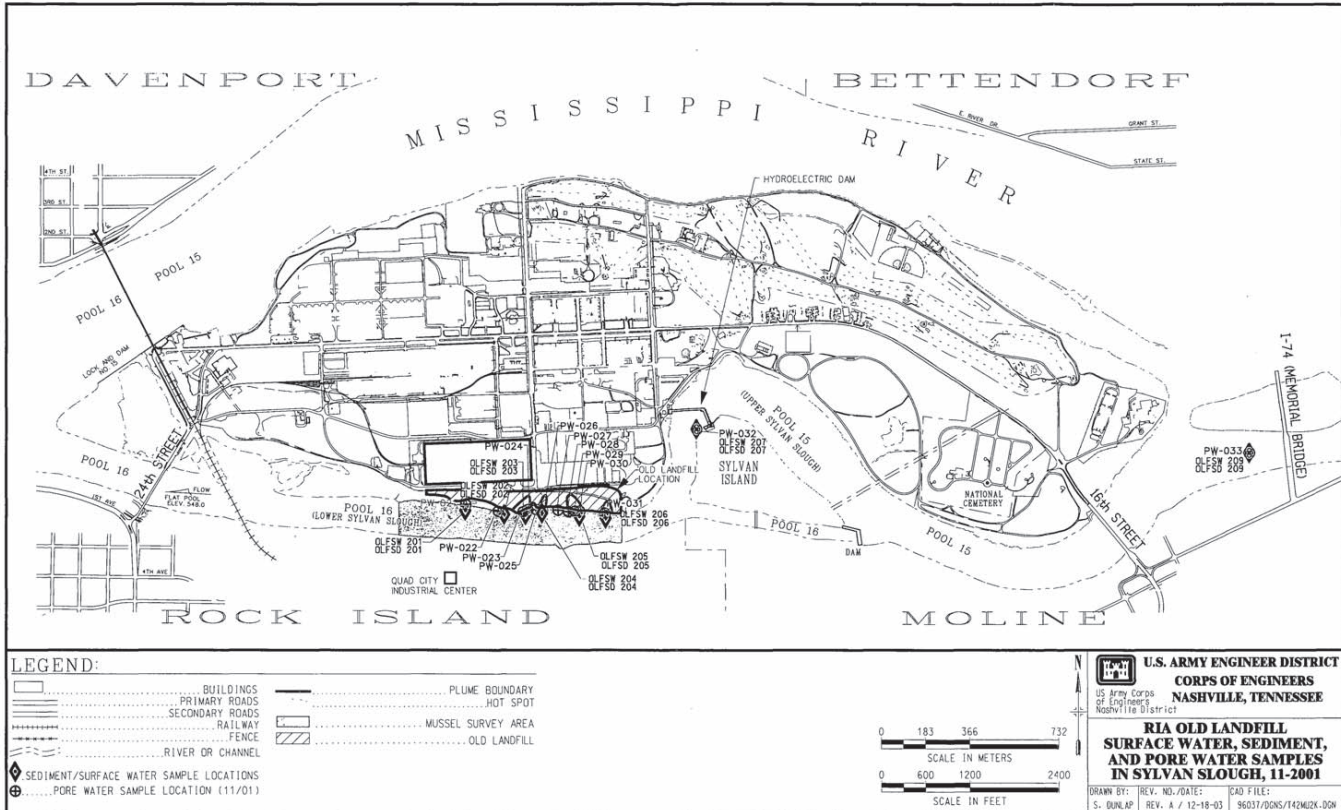 DAVENPORT
BETTENDORF
MISSISSIPPI RIVER
E. RIVER DR.
GRANT ST.
STATE ST.
4TH ST.
3RD ST.
2ND ST.
HYDROELECTRIC DAM
POOL 15
POOL 16
LOCK AND DAM
NO. 15
I-74 (MEMORIAL BRIDGE)
24th STREET
POOL 16
1ST AVE
FLOW
FLAT POOL
ELEV. 548.0
4TH AVE
POOL 16
(LOWER SYLVAN SLOUGH)
PW-024
OLFSW 203
OLFSD 203
OLFSW 202
OLFSD 202
PW-026
PW-027
PW-028
PW-029
PW-030
OLD LANDFILL
LOCATION
PW-031
OLFSW 206
OLFSD 206
OLFSW 201
OLFSD 201
PW-022
PW-023
PW-025
OLFSW 205
OLFSD 205
OLFSW 204
OLFSD 204
QUAD CITY
INDUSTRIAL CENTER
PW-032
OLFSW 207
OLFSD 207
SYLVAN
ISLAND
POOL 15
(UPPER SYLVAN SLOUGH)
POOL 16
DAM
POOL 15
NATIONAL
CEMETERY
16th STREET
PW-033
OLFSW 209
OLFSD 209
ROCK ISLAND
MOLINE
LEGEND:
BUILDINGS
PRIMARY ROADS
SECONDARY ROADS
RAILWAY
FENCE
RIVER OR CHANNEL
SEDIMENT/SURFACE WATER SAMPLE LOCATIONS
PORE WATER SAMPLE LOCATION (11/01)
PLUME BOUNDARY
HOT SPOT
MUSSEL SURVEY AREA
OLD LANDFILL
0 183 366 732
SCALE IN METERS
0 600 1200 2400
SCALE IN FEET
N
US Army Corps
of Engineers
Nashville District
U.S. ARMY ENGINEER DISTRICT
CORPS OF ENGINEERS
NASHVILLE, TENNESSEE
RIA OLD LANDFILL
SURFACE WATER, SEDIMENT,
AND PORE WATER SAMPLES
IN SYLVAN SLOUGH, 11-2001
DRAWN BY:
S. DUNLAP
REV. NO./DATE:
REV. A / 12-18-03
CAD FILE: